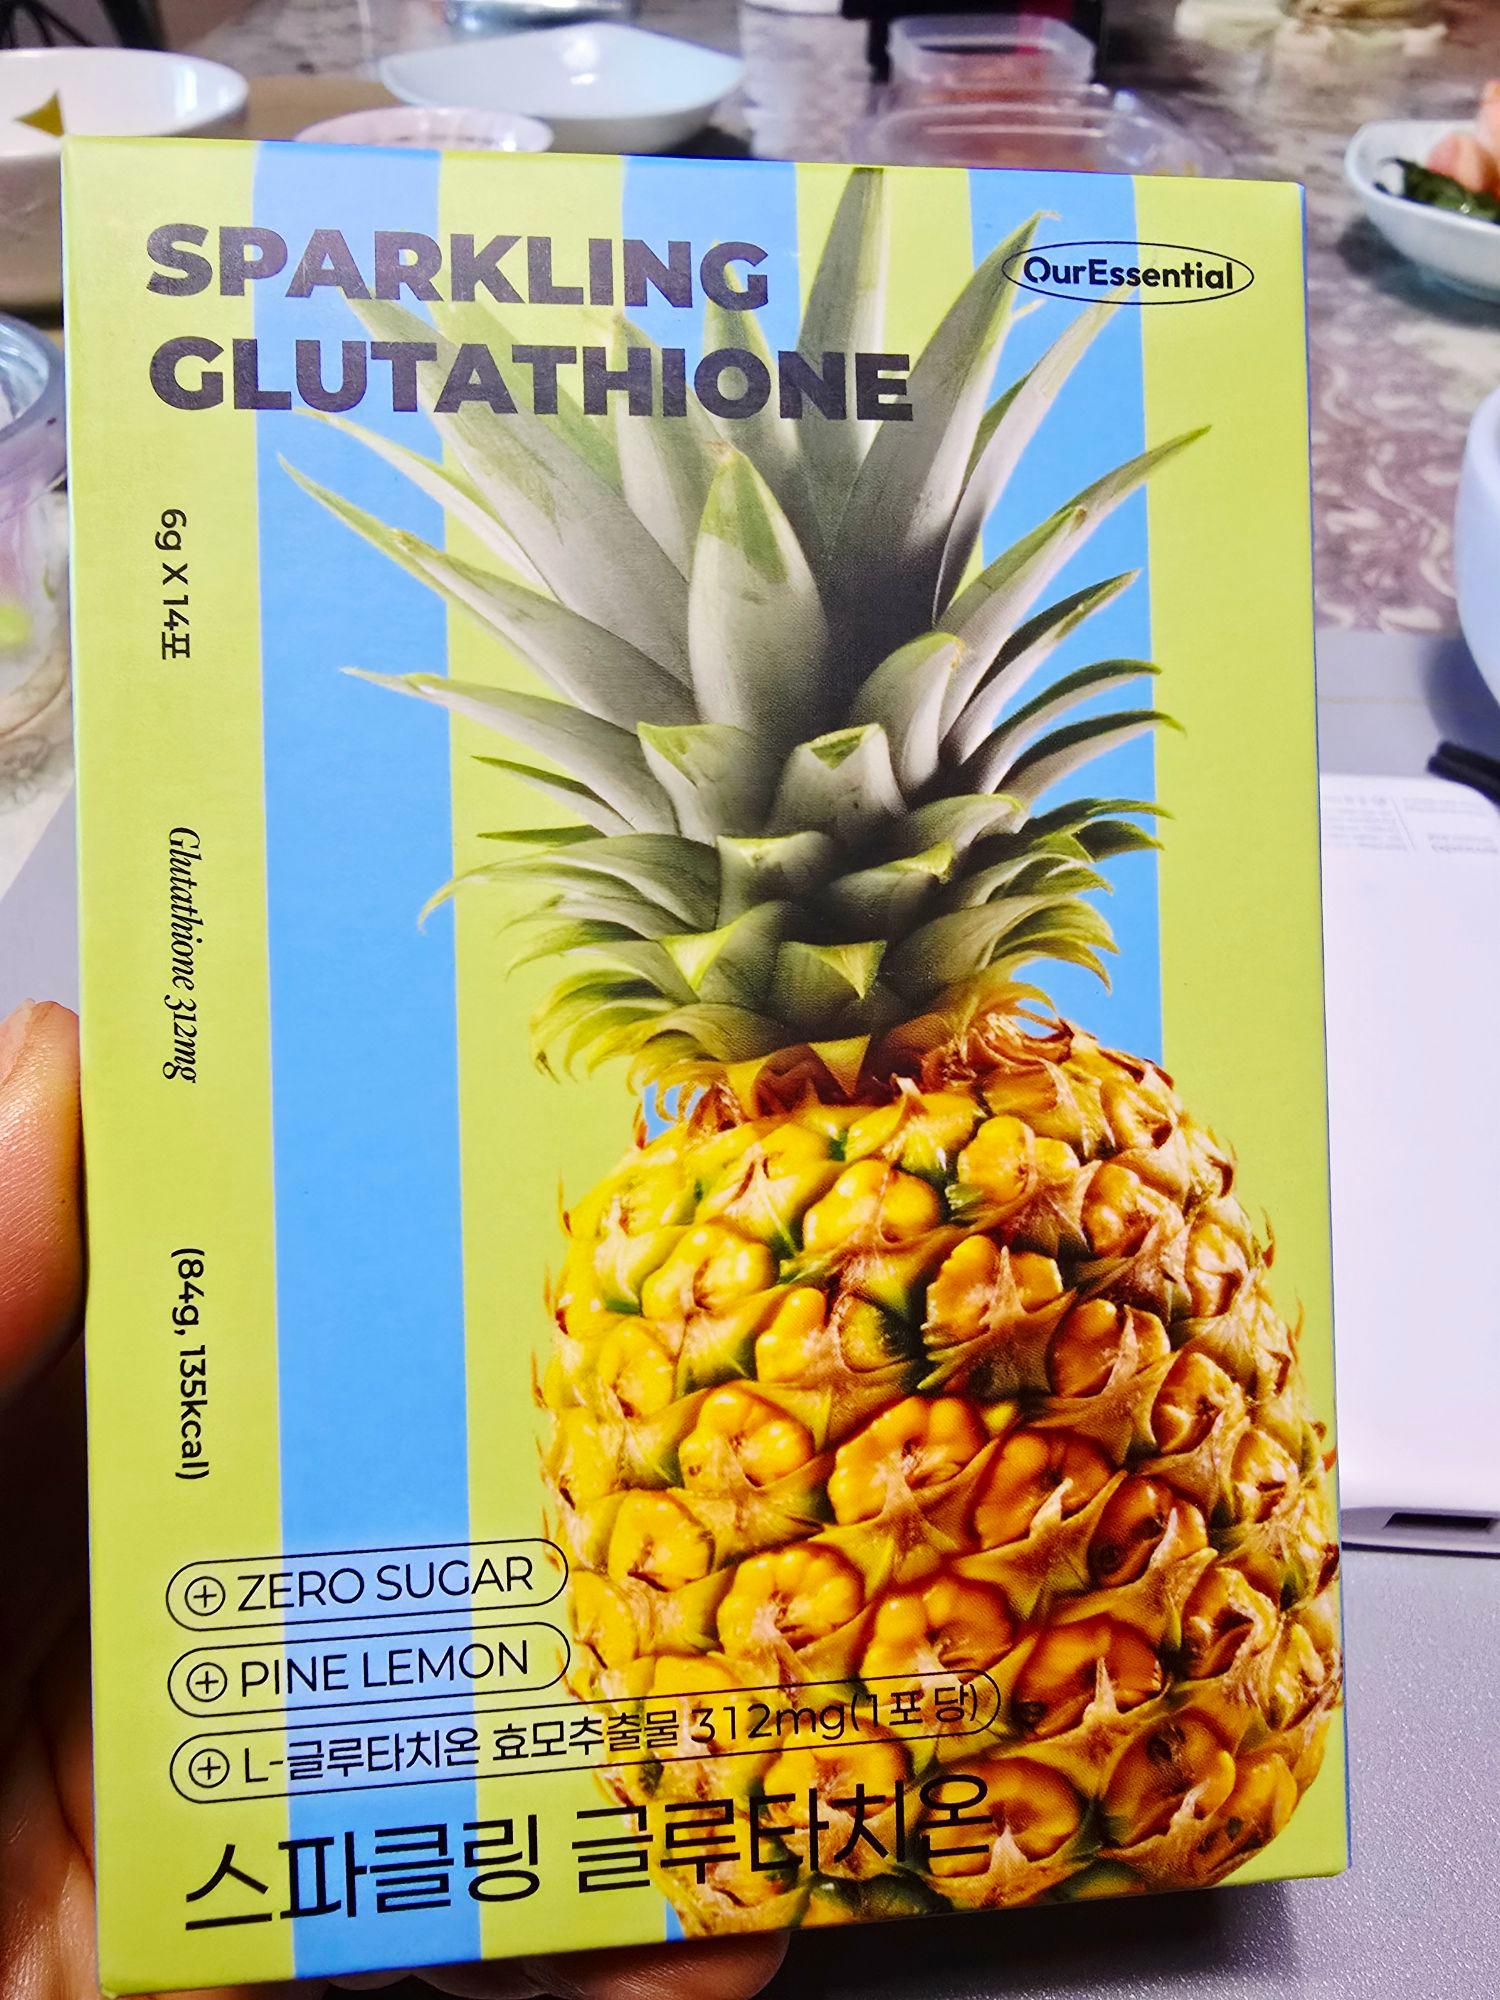 SPARKLING
GLUTATHIONE
OurEssential
6g X 14포
Glutathione 312mg
(84g, 135kcal)
ZERO SUGAR
PINE LEMON
L-글루타치온 효모추출물 312mg(1포 당)
스파클링 글루타치온